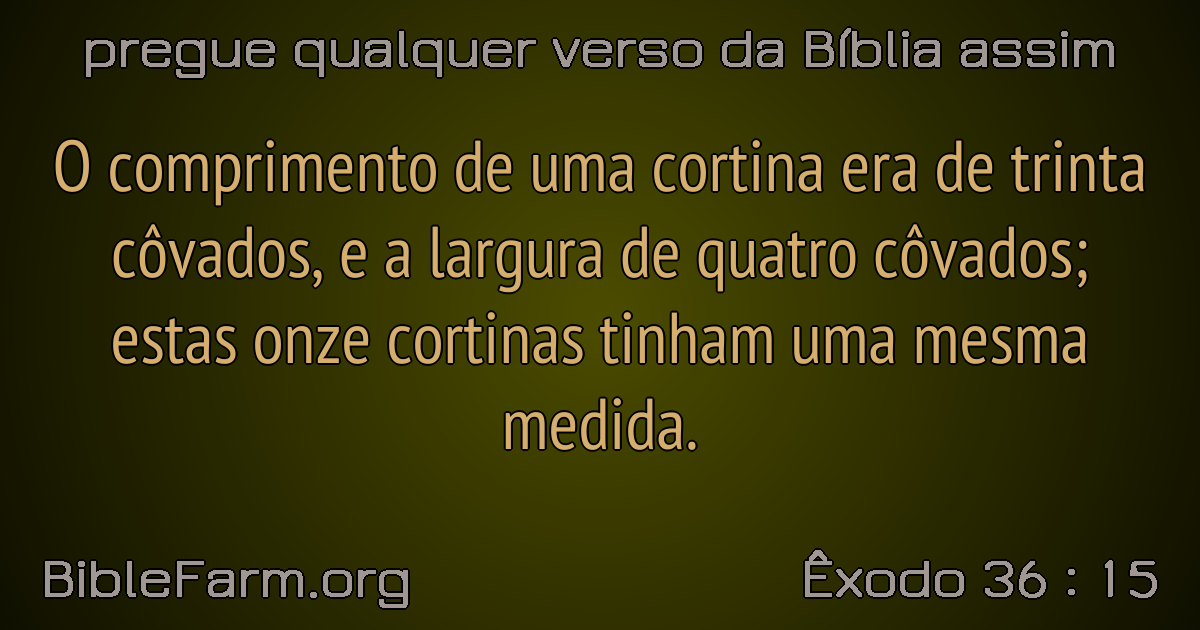 pregue qualquer verso da Bíblia assim
O comprimento de uma cortina era de trinta
côvados, e a largura de quatro côvados;
estas onze cortinas tinham uma mesma
medida.
BibleFarm.org
Êxodo 36 : 15